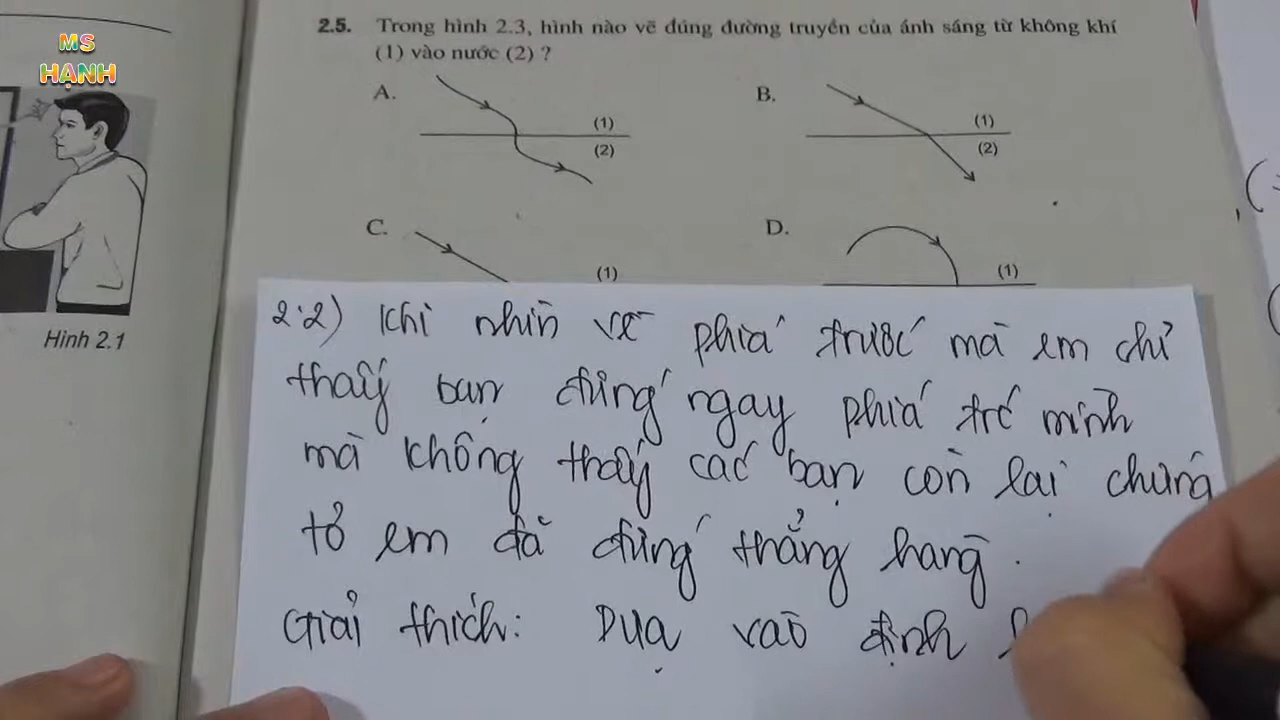 MS
HẠNH
2.5. Trong hình 2.3, hình nào vẽ đúng đường truyền của ánh sáng từ không khí
(1) vào nước (2) ?
A.
(1)
(2)
B.
(1)
(2)
C.
(1)
D.
(1)
Hình 2.1
2.2) Khi nhìn về phía trước mà em chỉ
thấy bạn đứng ngay phía trc mình
mà không thấy các bạn còn lại chứng
tỏ em đã đứng thẳng hàng.
Giải thích: Dựa vào định